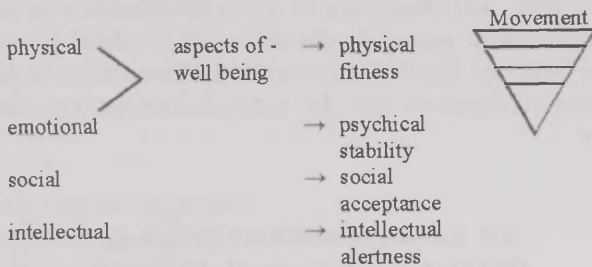 Movement
physical aspects of - → physical
well being fitness
emotional → psychical
stability
social → social
acceptance
intellectual → intellectual
alertness